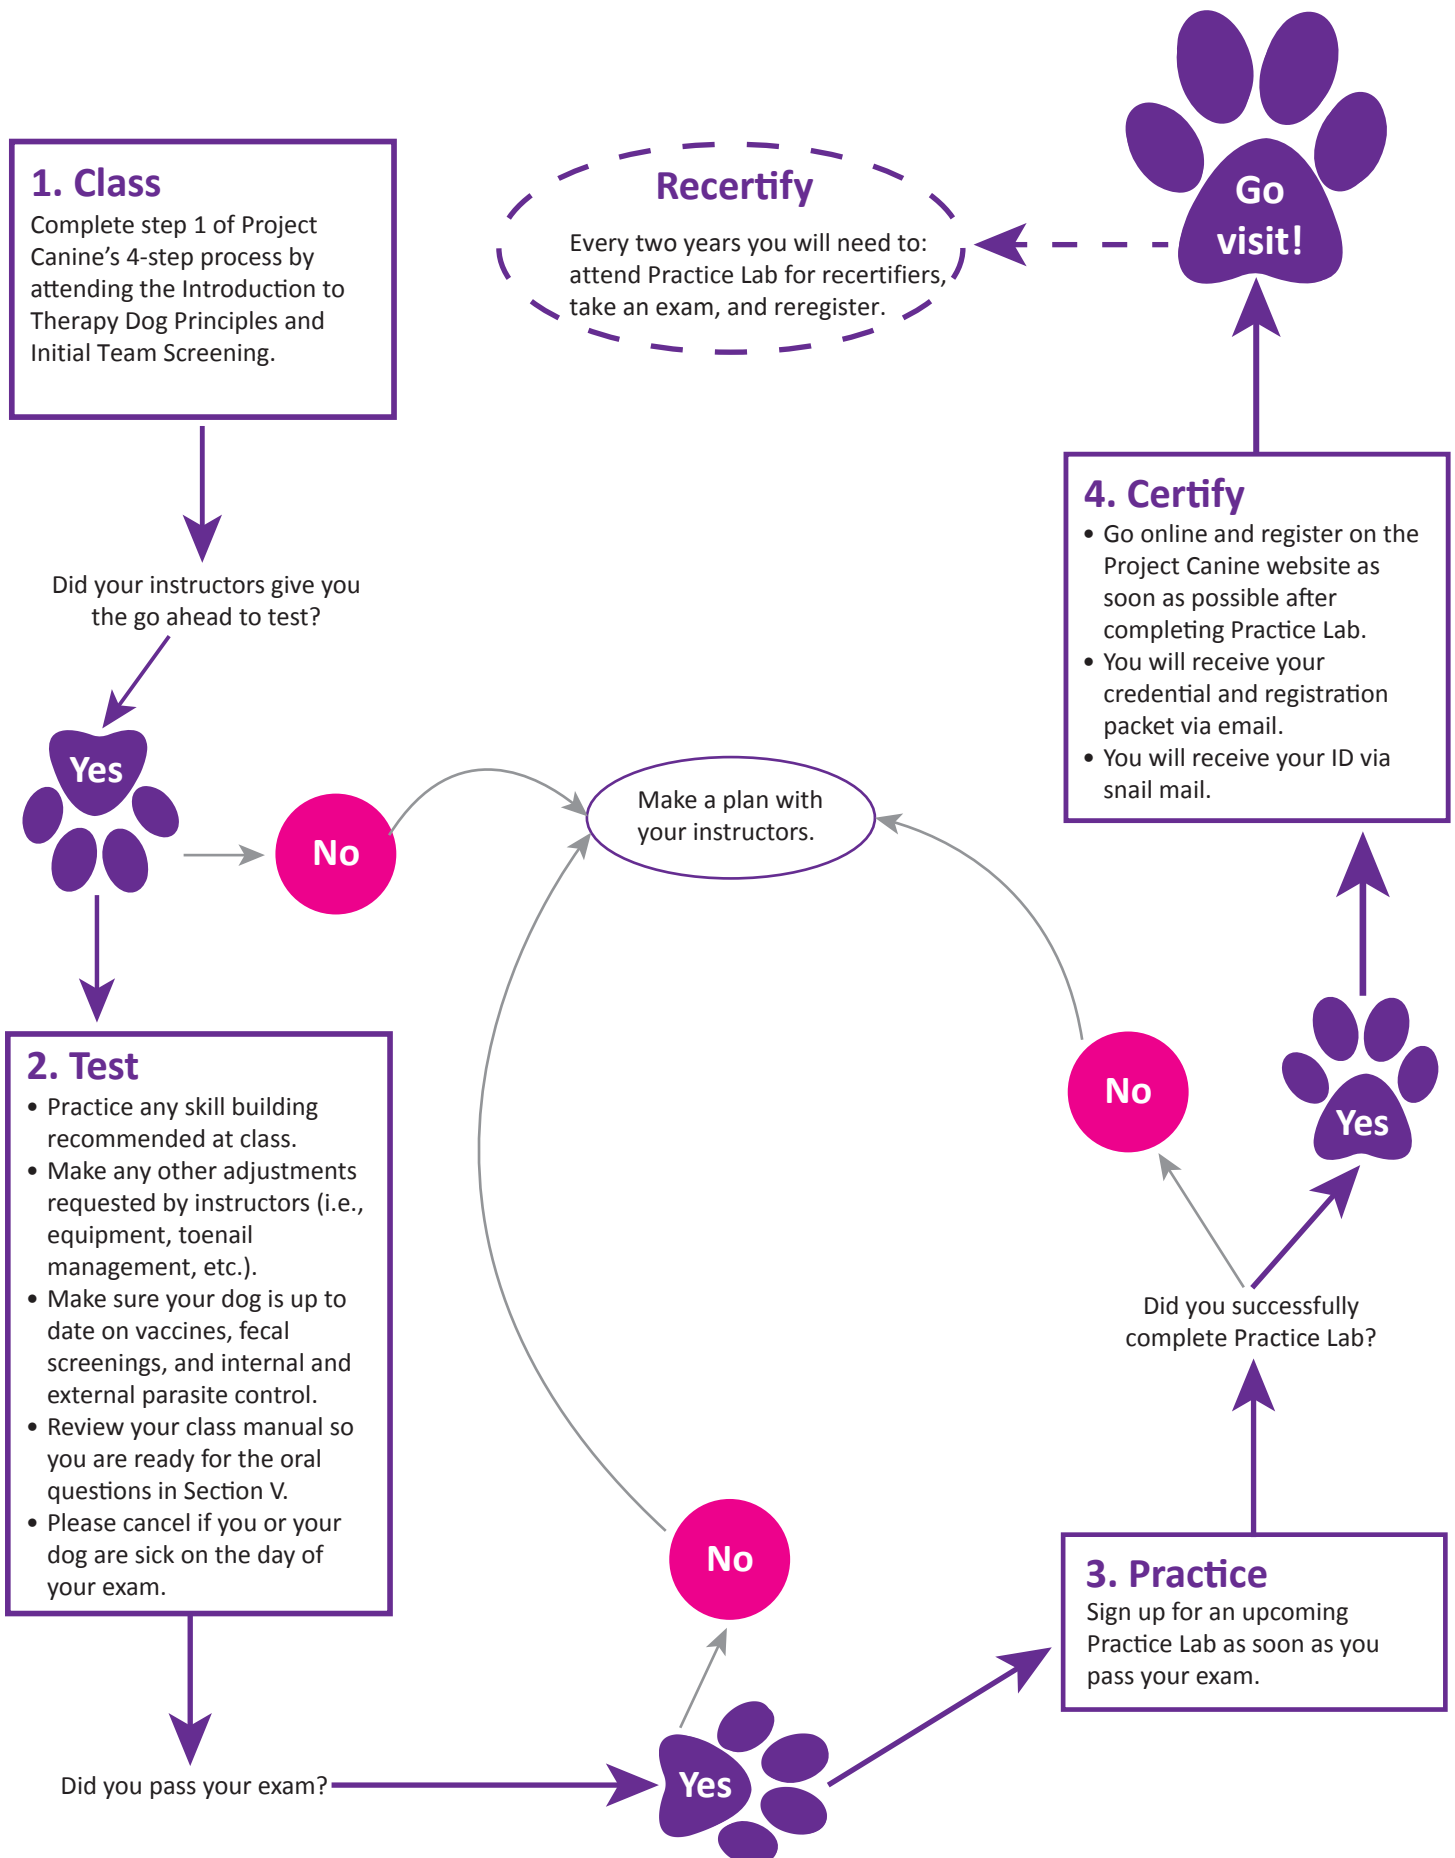 1. Class
Complete step 1 of Project
Canine's 4-step process by
attending the Introduction to
Therapy Dog Principles and
Initial Team Screening.
Did your instructors give you
the go ahead to test?
Yes
No
Make a plan with
your instructors.
2. Test
• Practice any skill building
recommended at class.
• Make any other adjustments
requested by instructors (i.e.,
equipment, toenail
management, etc.).
• Make sure your dog is up to
date on vaccines, fecal
screenings, and internal and
external parasite control.
• Review your class manual so
you are ready for the oral
questions in Section V.
• Please cancel if you or your
dog are sick on the day of
your exam.
Did you pass your exam?
Yes
No
3. Practice
Sign up for an upcoming
Practice Lab as soon as you
pass your exam.
Did you successfully
complete Practice Lab?
No
Yes
4. Certify
• Go online and register on the
Project Canine website as
soon as possible after
completing Practice Lab.
• You will receive your
credential and registration
packet via email.
• You will receive your ID via
snail mail.
Go
visit!
Recertify
Every two years you will need to:
attend Practice Lab for recertifiers,
take an exam, and reregister.